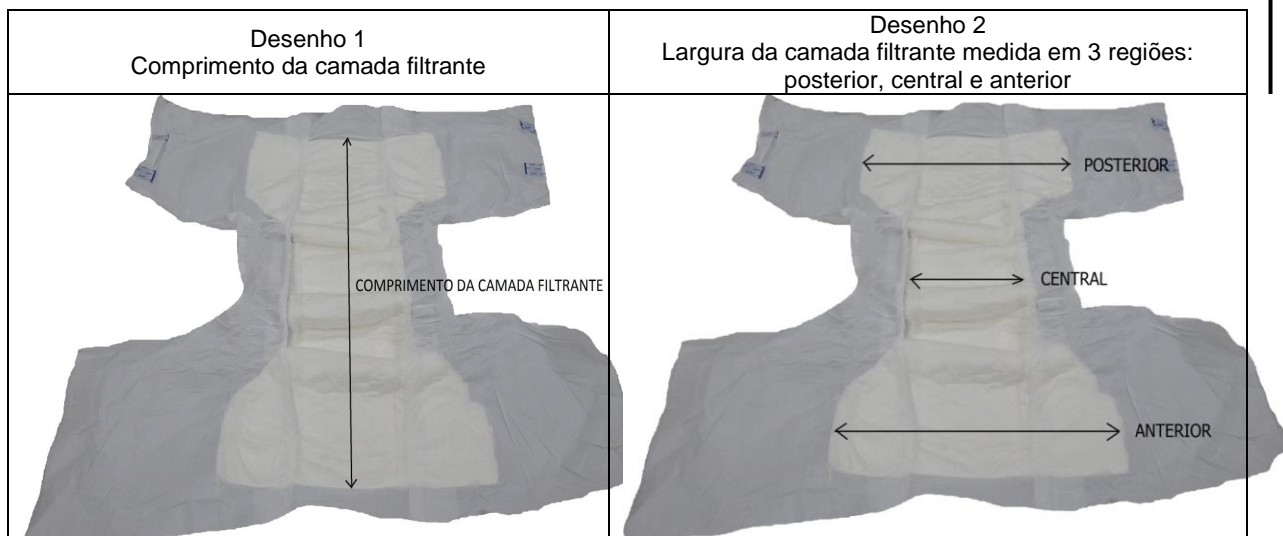 Desenho 1
Comprimento da camada filtrante
Desenho 2
Largura da camada filtrante medida em 3 regiões:
posterior, central e anterior
COMPRIMENTO DA CAMADA FILTRANTE
POSTERIOR
CENTRAL
ANTERIOR